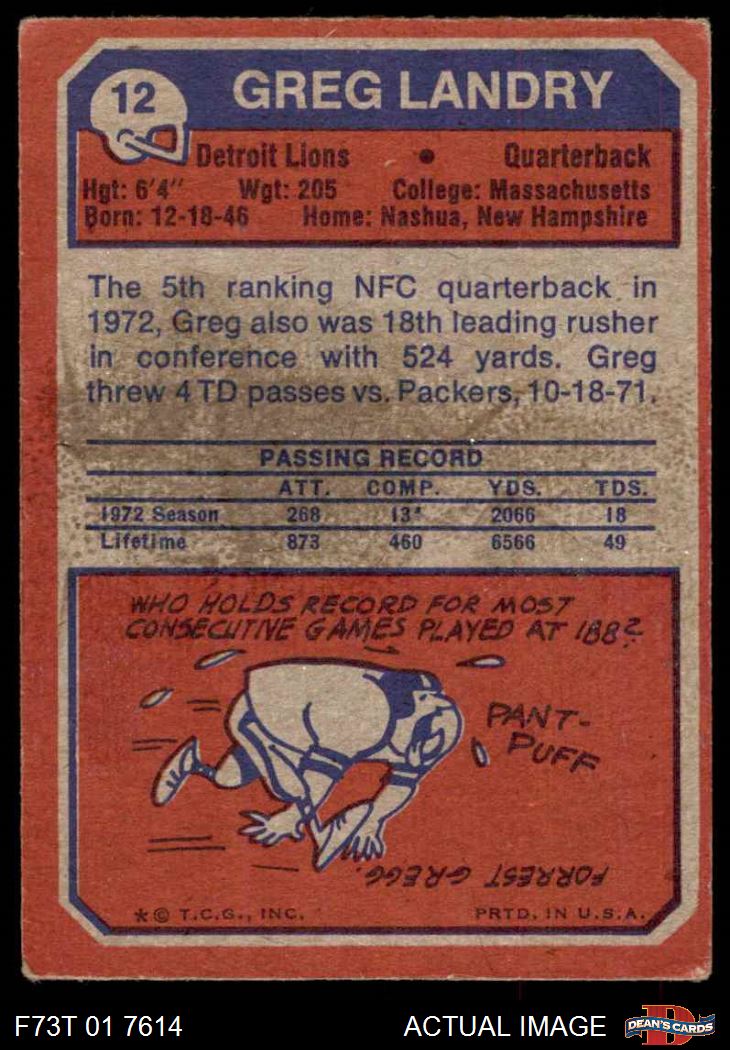 12
GREG LANDRY
Detroit Lions • Quarterback
Hgt: 6'4" Wgt: 205 College: Massachusetts
Born: 12-18-46 Home: Nashua, New Hampshire
The 5th ranking NFC quarterback in
1972, Greg also was 18th leading rusher
in conference with 524 yards. Greg
threw 4 TD passes vs. Packers, 10-18-71.
PASSING RECORD
ATT. COMP. YDS. TDS.
1972 Season 268 2066 18
Lifetime 873 460 6566 49
WHO HOLDS RECORD FOR MOST
CONSECUTIVE GAMES PLAYED AT 188?
PANT-
PUFF
FORREST GREGG.
*© T.C.G., INC. PRTD. IN U.S.A.
F73T 01 7614 ACTUAL IMAGE D DEAN'S CARDS